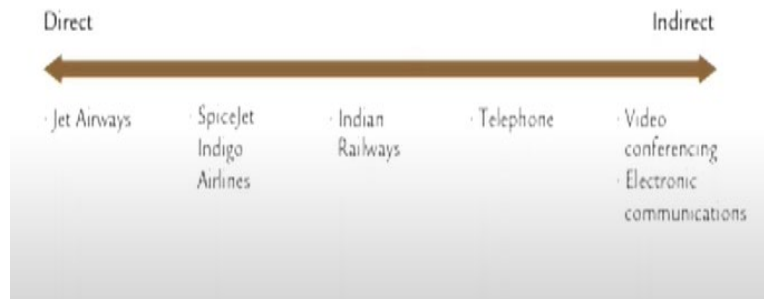 Direct Indirect
· Jet Airways
· SpiceJet
Indigo
Airlines
· Indian
Railways
· Telephone
· Video
conferencing
· Electronic
communications